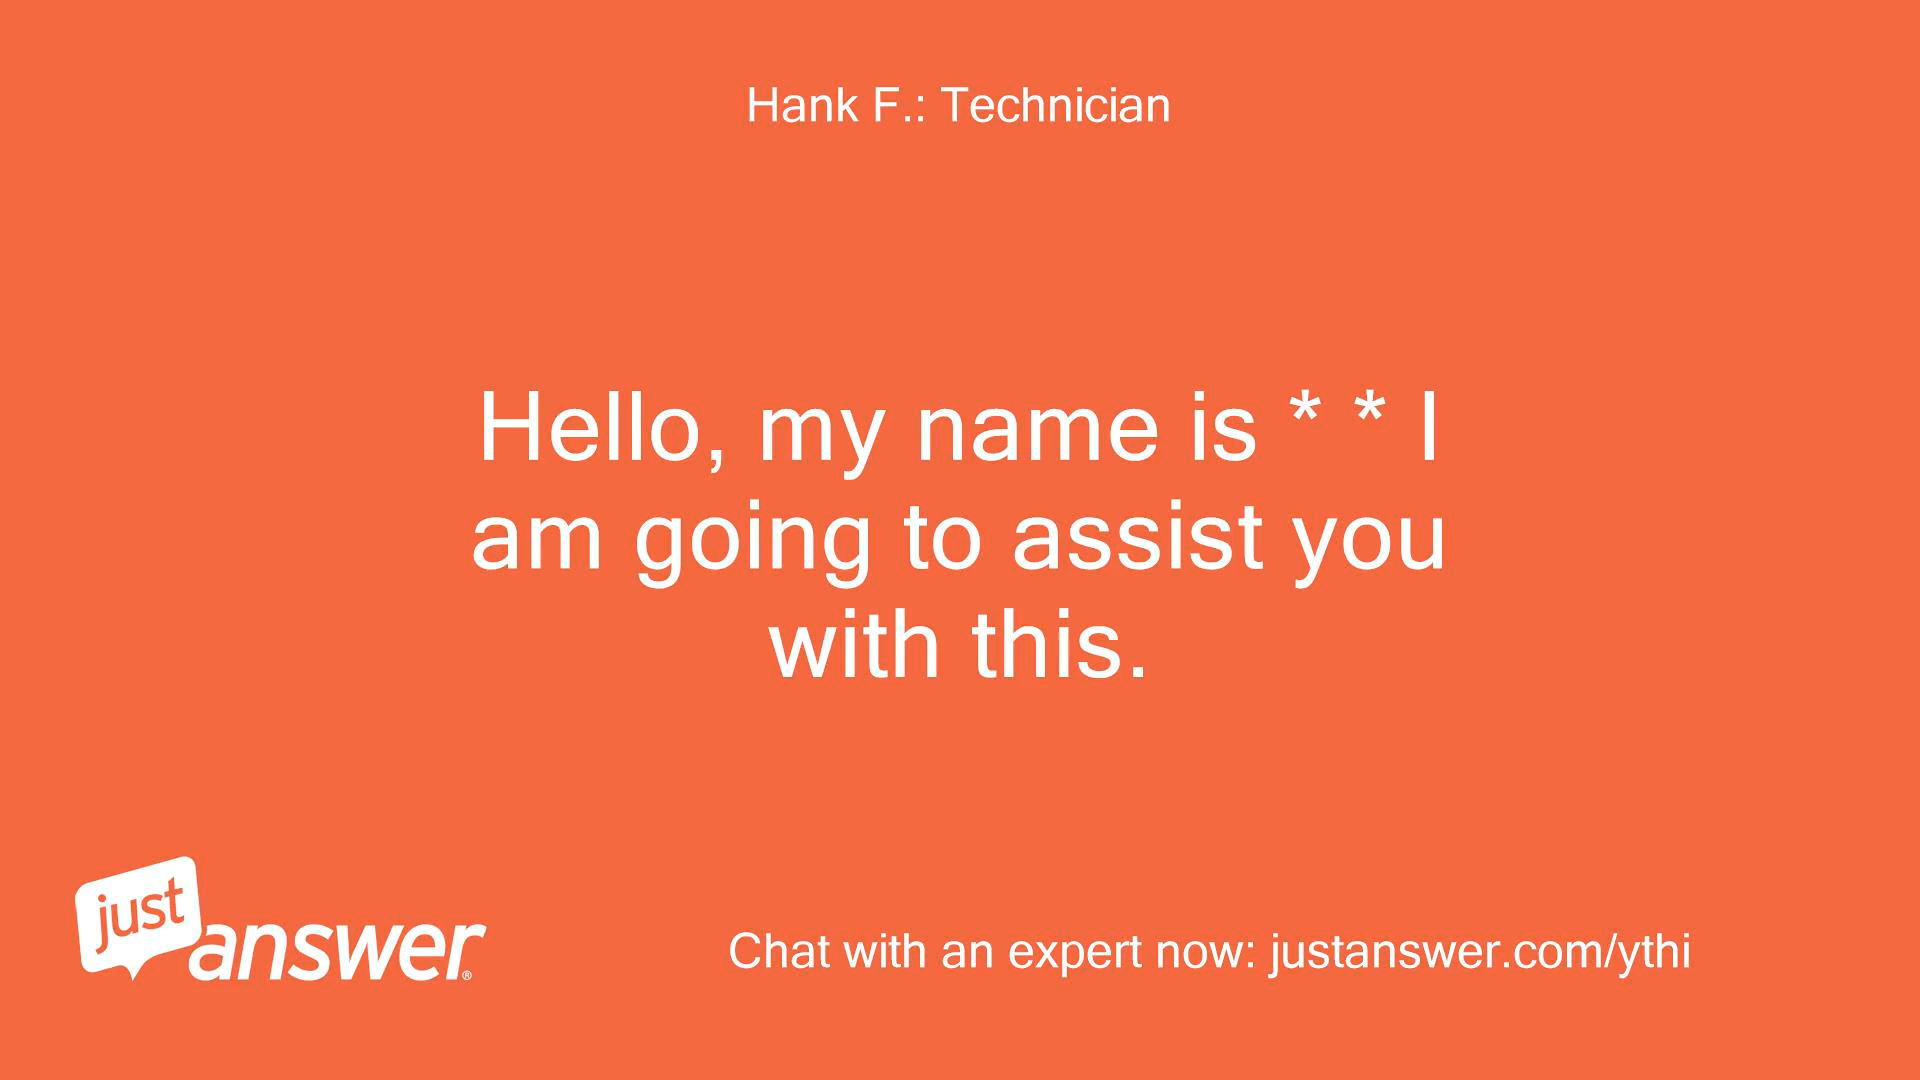 Hank F.: Technician
Hello, my name is * * I
am going to assist you
with this.
just
answer®
Chat with an expert now: justanswer.com/ythi